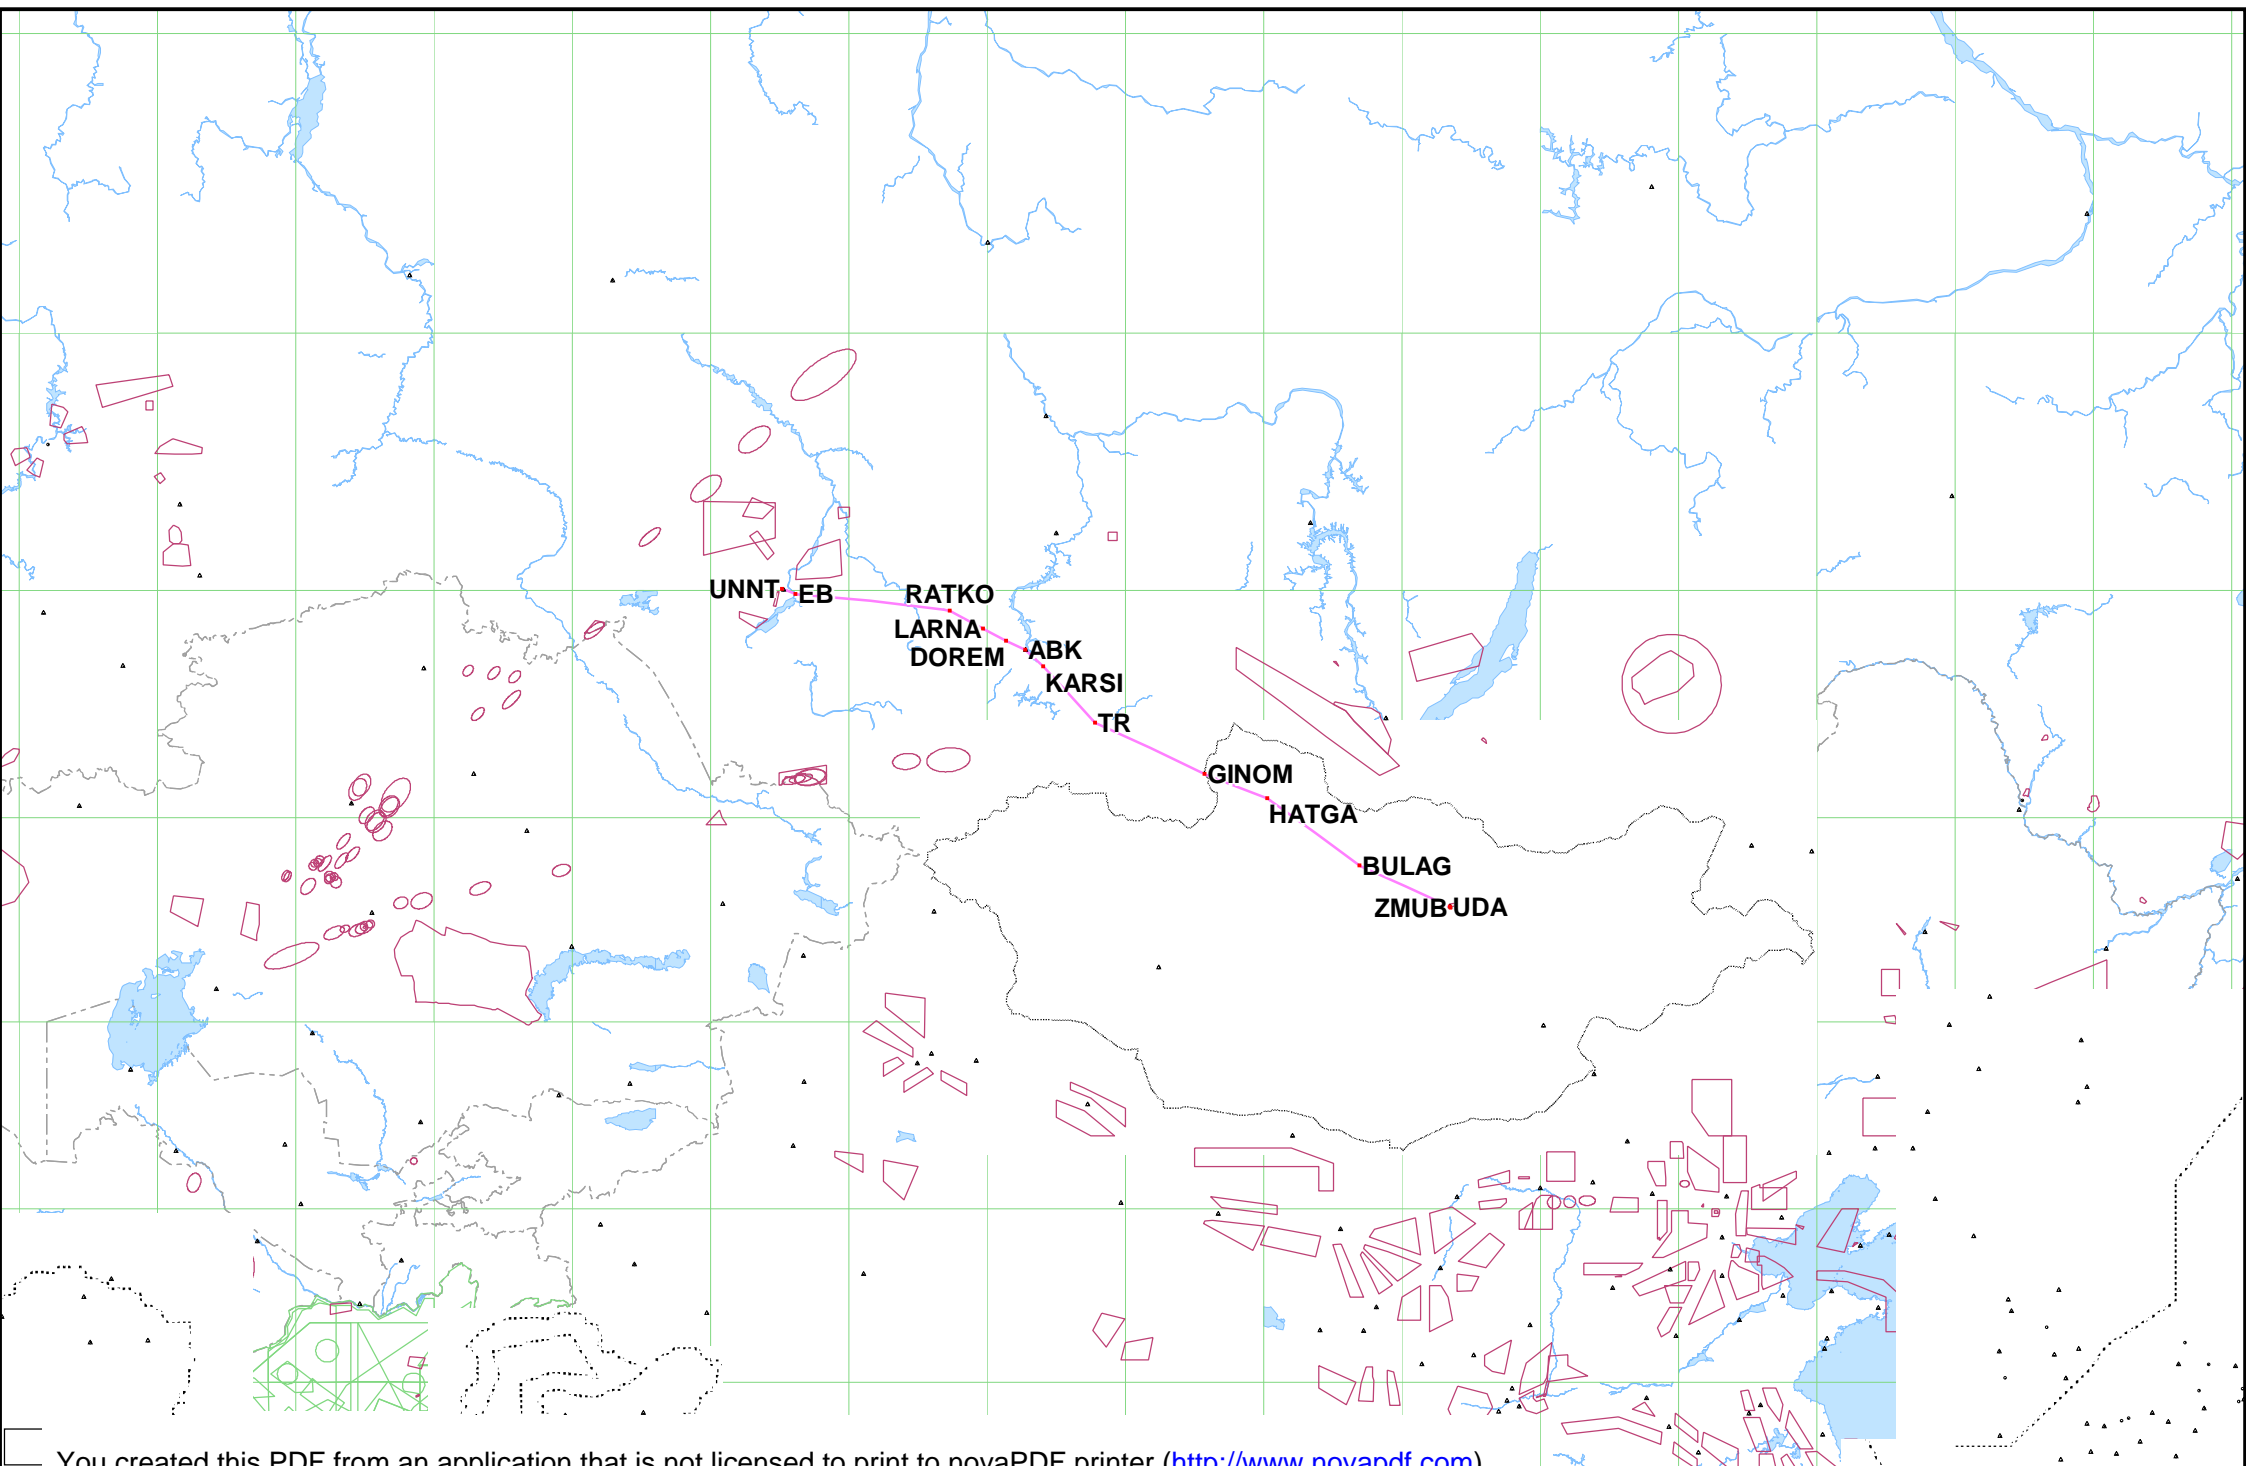 UNNT
EB
RATKO
LARNA
DOREM
ABK
KARSI
TR
GINOM
HATGA
BULAG
ZMUB
UDA
You created this PDF from an application that is not licensed to print to novaPDF printer (http://www.novapdf.com)